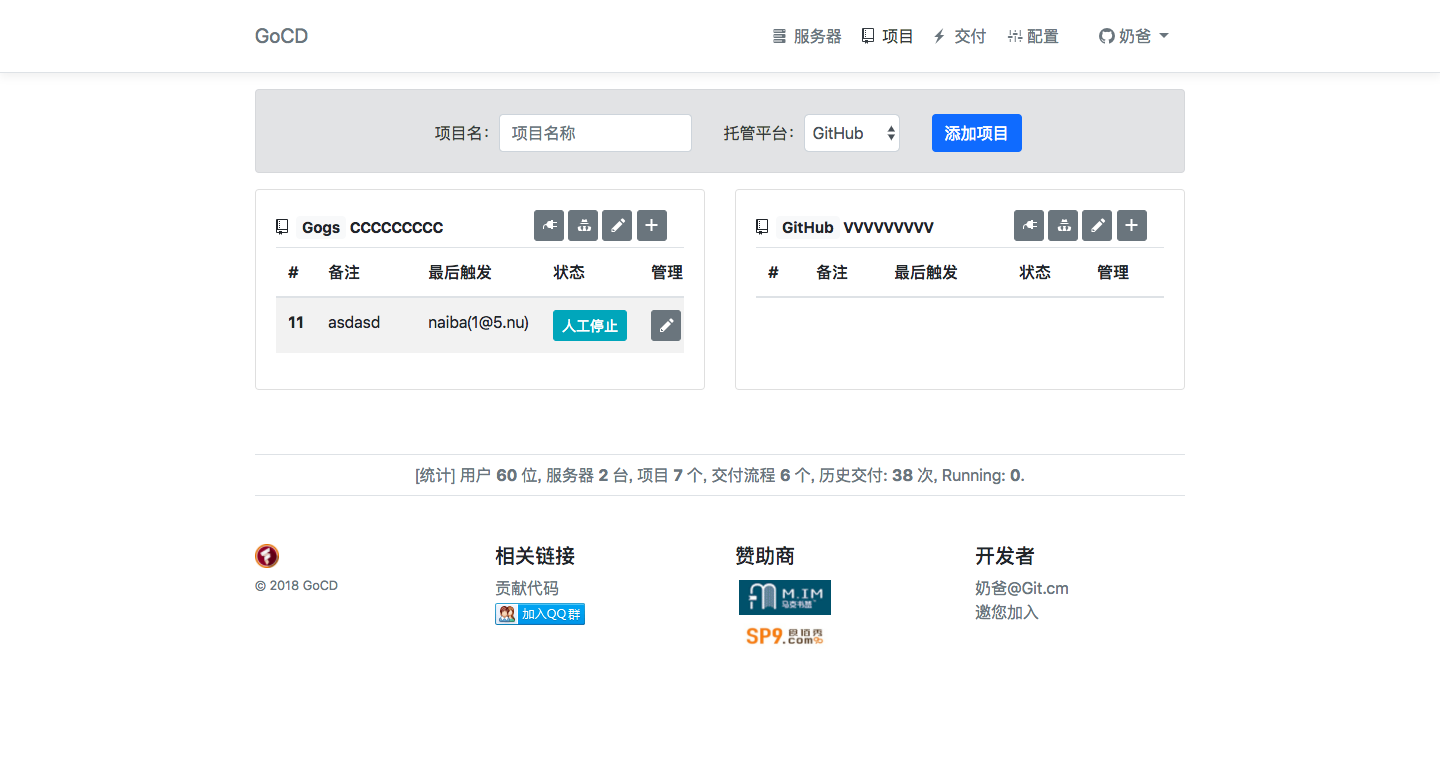 GoCD 服务器 项目 交付 配置 奶爸
项目名： 项目名称 托管平台： GitHub 添加项目
Gogs CCCCCCCCC
# 备注 最后触发 状态 管理
11 asdasd naiba(1@5.nu) 人工停止
GitHub VVVVVVVVV
# 备注 最后触发 状态 管理
[统计] 用户 60 位, 服务器 2 台, 项目 7 个, 交付流程 6 个, 历史交付: 38 次, Running: 0.
© 2018 GoCD
相关链接
贡献代码
加入QQ群
赞助商
M.IM
马克书签
SP9.com
食佰秀
开发者
奶爸@Git.cm
邀您加入